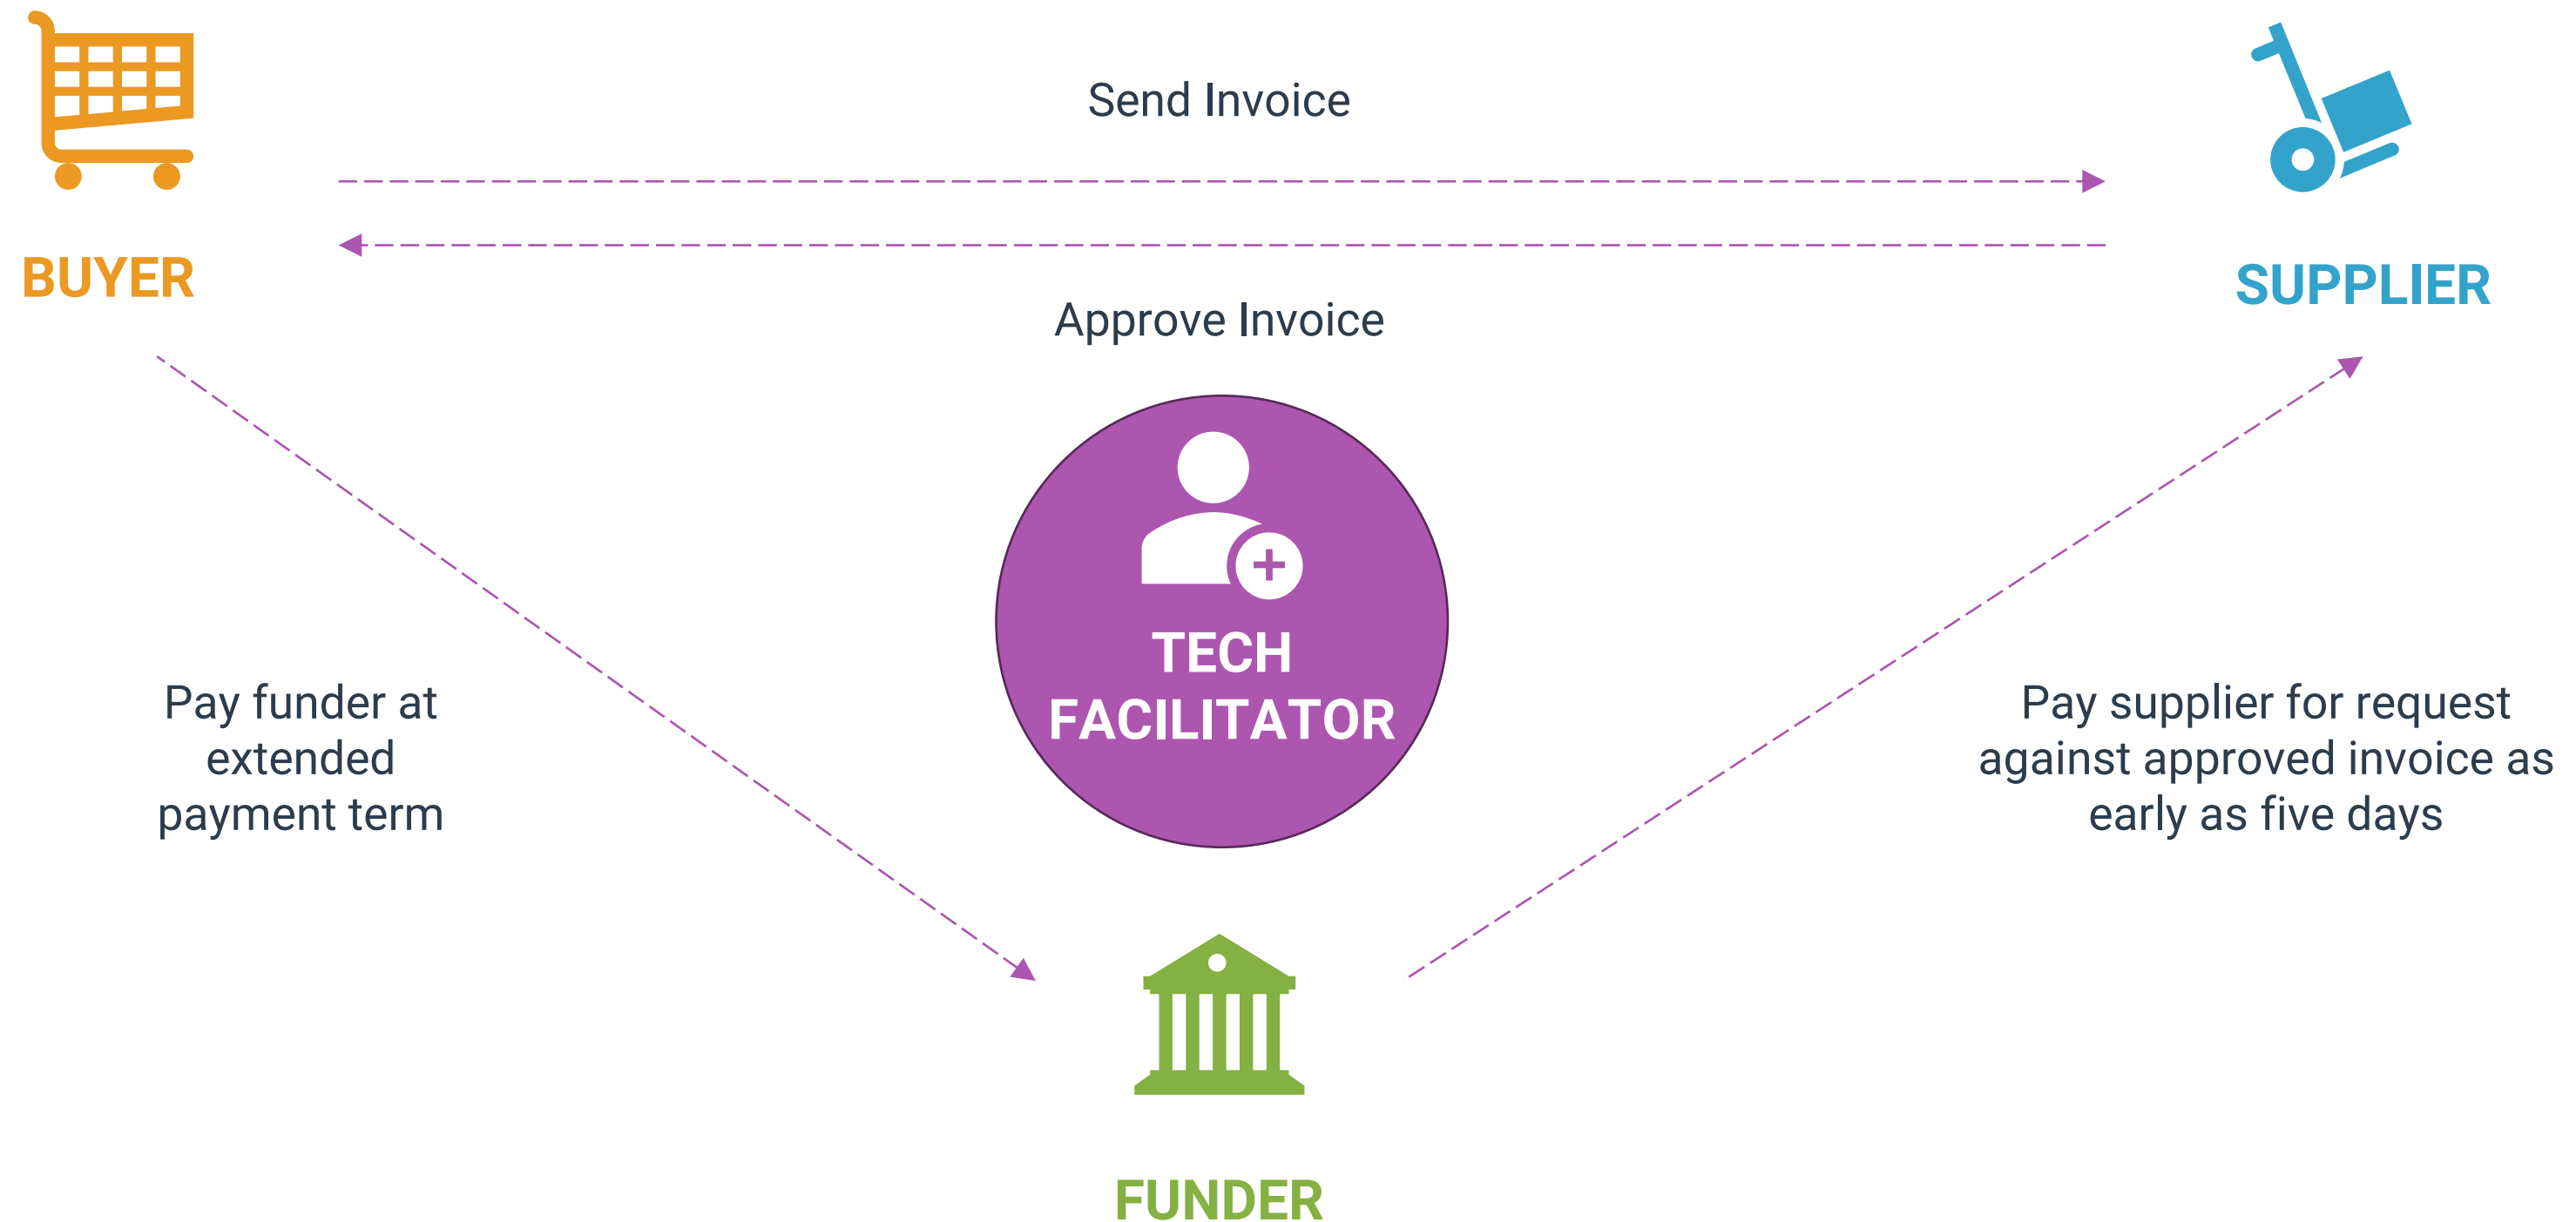 Send Invoice
BUYER
SUPPLIER
Approve Invoice
TECH
FACILITATOR
Pay funder at
extended
payment term
Pay supplier for request
against approved invoice as
early as five days
FUNDER